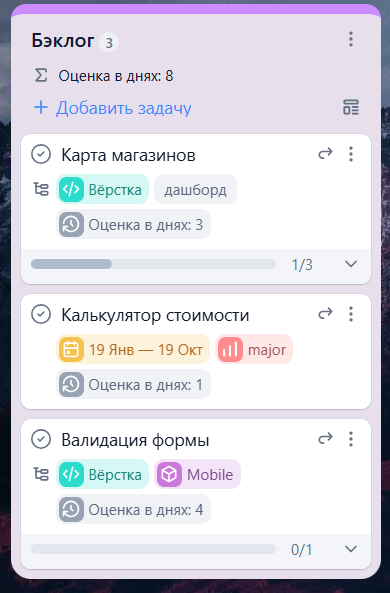 Бэклог 3
Оценка в днях: 8
Добавить задачу
Карта магазинов
Вёрстка дашборд
Оценка в днях: 3
1/3
Калькулятор стоимости
19 Янв — 19 Окт major
Оценка в днях: 1
Валидация формы
Вёрстка Mobile
Оценка в днях: 4
0/1